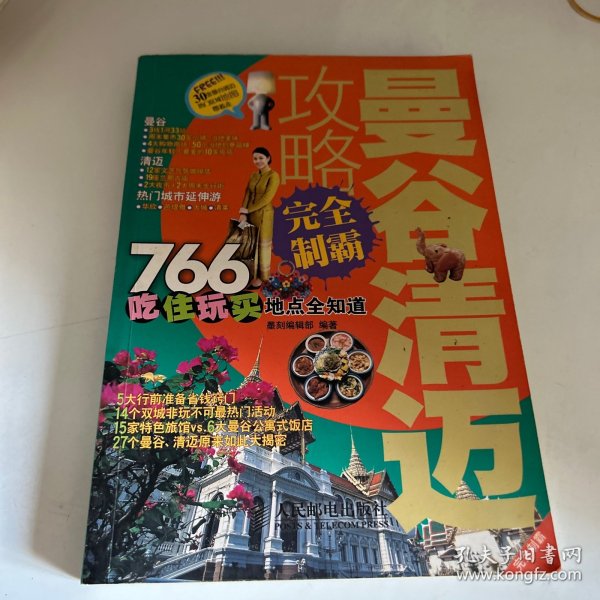 FREE!!!
曼谷清迈
攻略
完全
制霸
曼谷
清迈
热门城市延伸游
766
吃住玩买地点全知道
墨刻编辑部 编著
5大行前准备省钱窍门
14个双城非玩不可最热门活动
15家特色旅馆vs.6大曼谷公寓式饭店
27个曼谷、清迈原来如此大揭密
人民邮电出版社
POSTS & TELECOM PRESS
孔夫子旧书网
www.kongfz.com